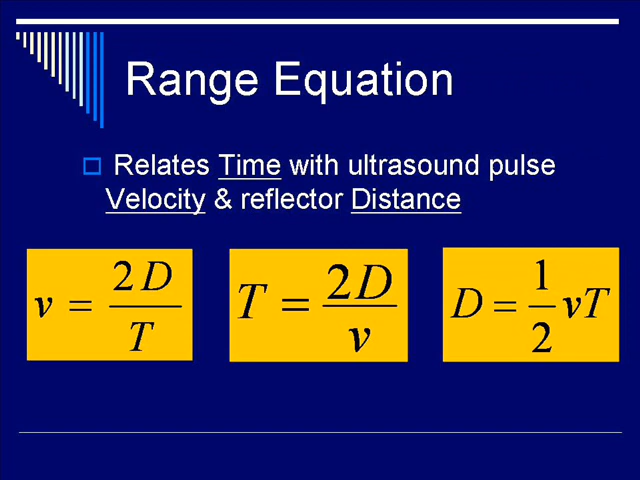 Range Equation
Relates Time with ultrasound pulse
Velocity & reflector Distance
v = 2D/T
T = 2D/v
D = 1/2 vT